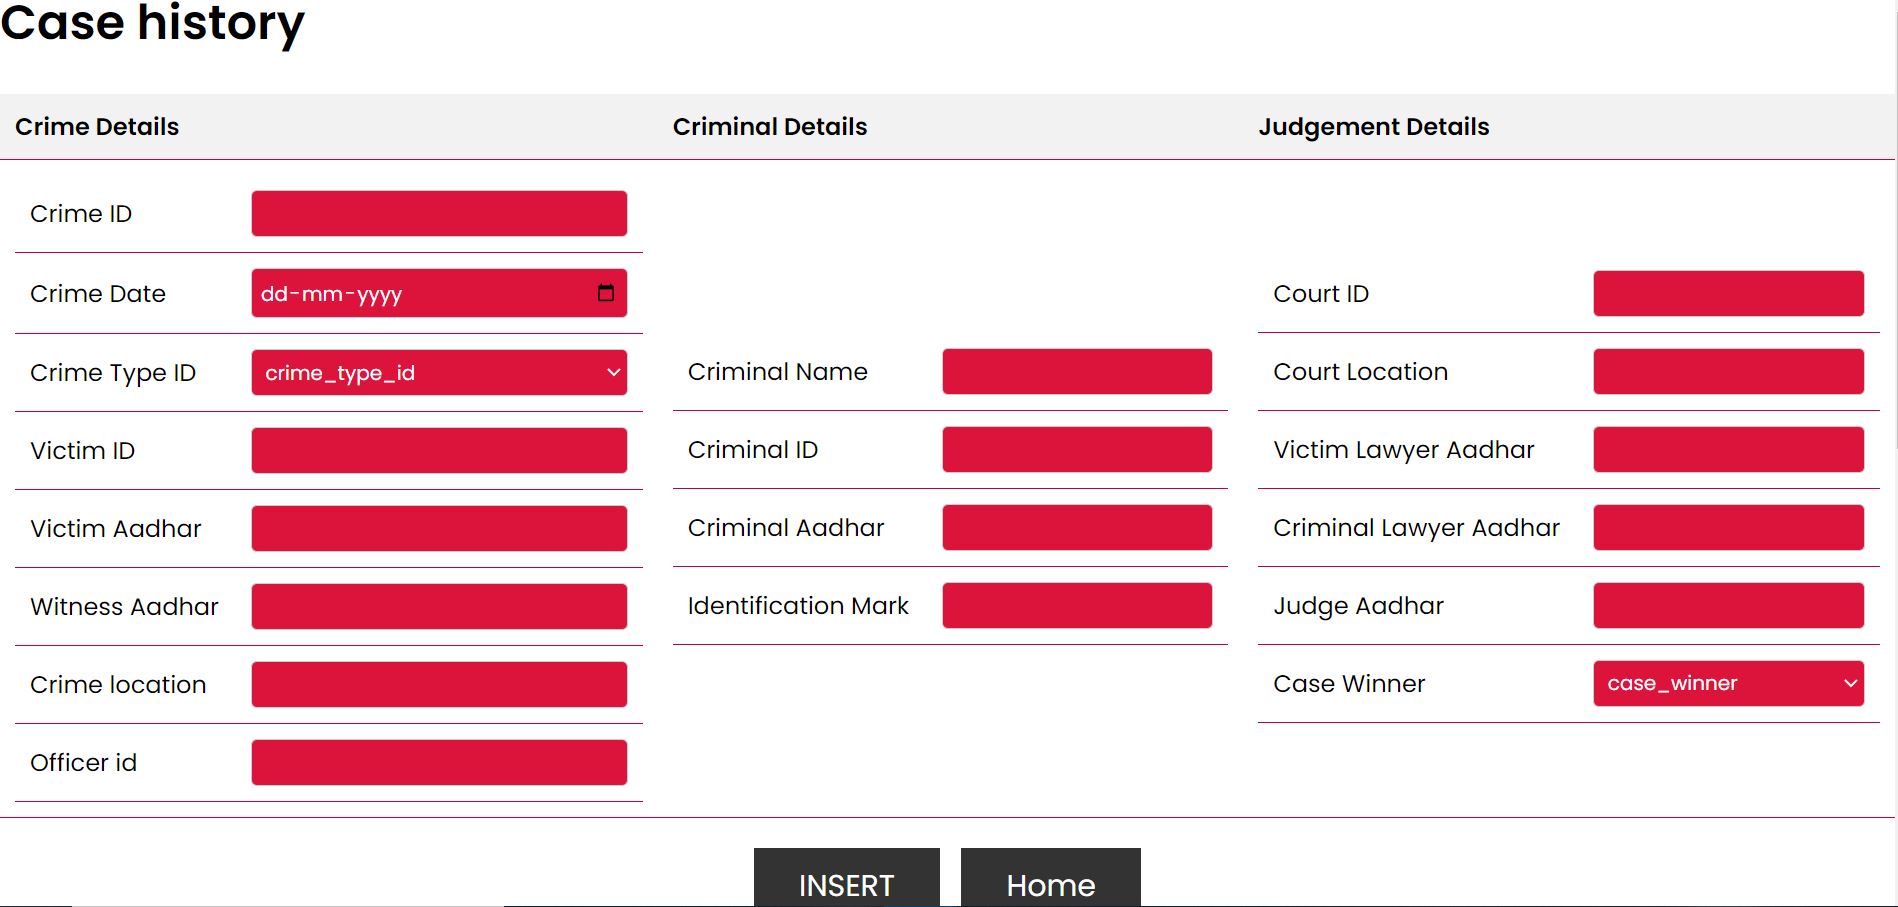 Case history
Crime Details
Criminal Details
Judgement Details
Crime ID
Crime Date
dd-mm-yyyy
Crime Type ID
crime_type_id
Victim ID
Victim Aadhar
Witness Aadhar
Crime location
Officer id
Criminal Name
Criminal ID
Criminal Aadhar
Identification Mark
Court ID
Court Location
Victim Lawyer Aadhar
Criminal Lawyer Aadhar
Judge Aadhar
Case Winner
case_winner
INSERT
Home